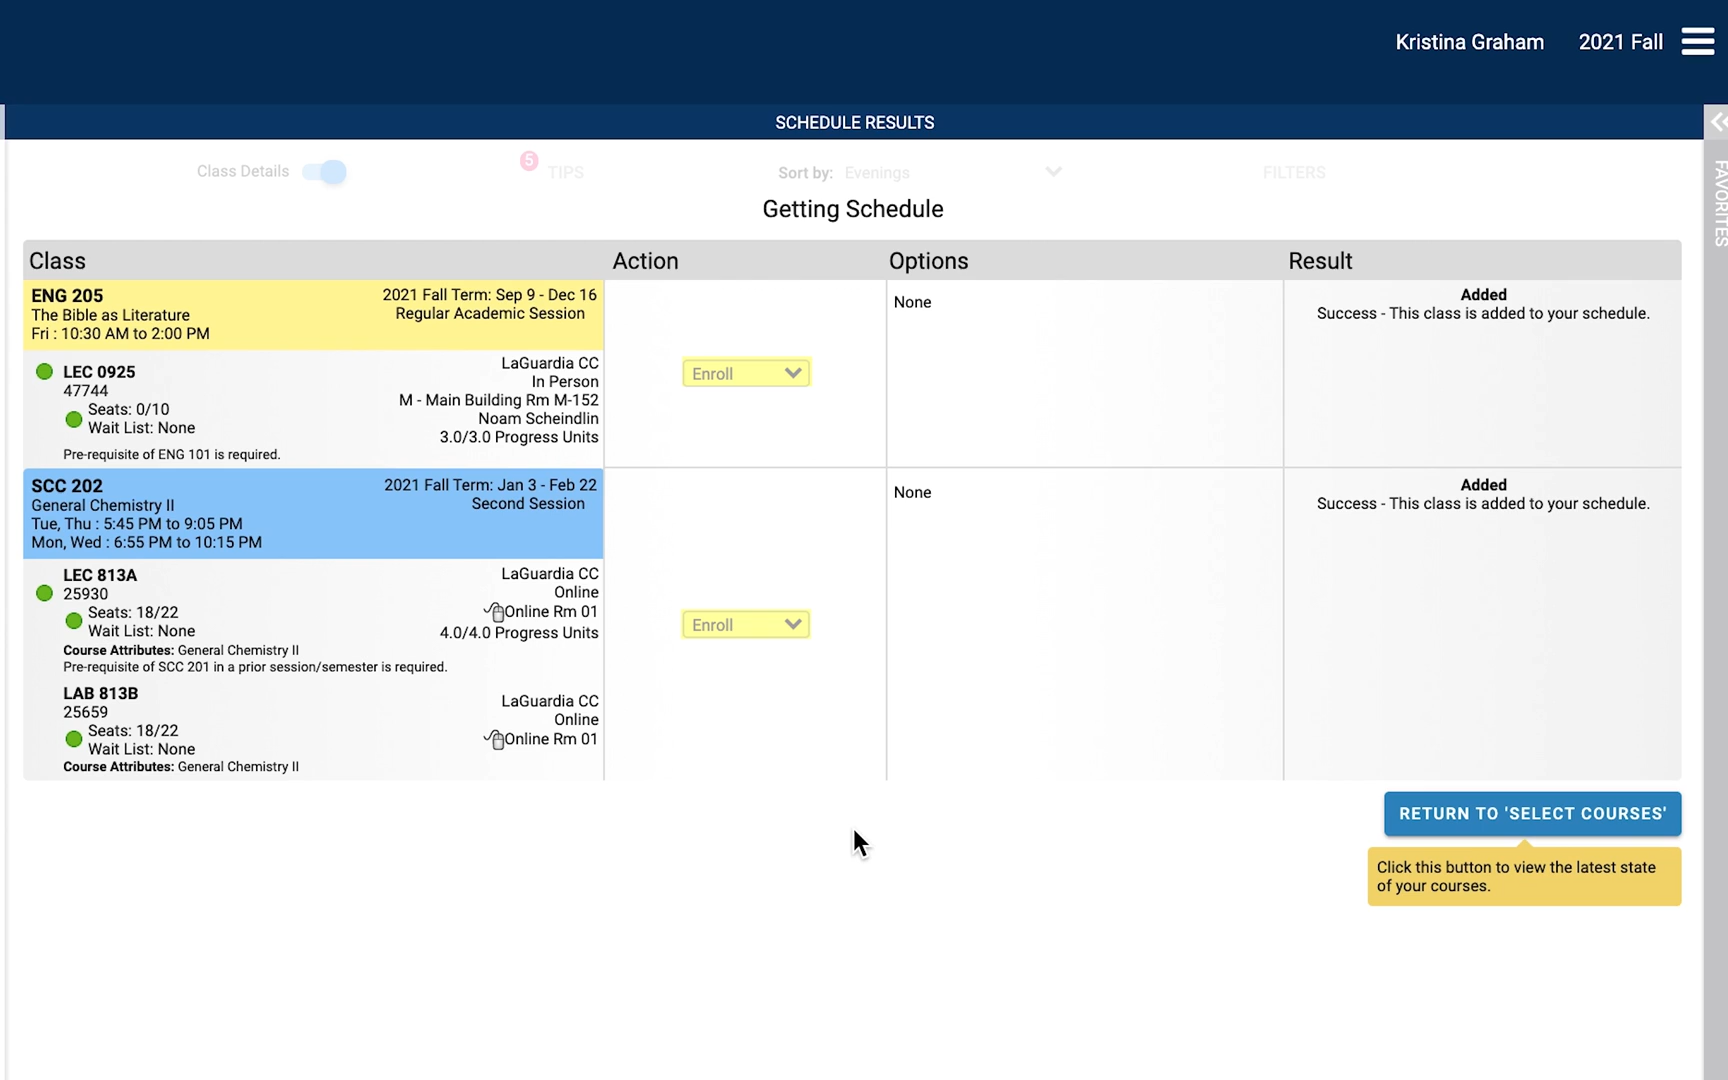 Kristina Graham 2021 Fall
SCHEDULE RESULTS
Class Details 5 TIPS Sort by: Evenings FILTERS
FAVORITES
Getting Schedule
Class Action Options Result
ENG 205 2021 Fall Term: Sep 9 - Dec 16
The Bible as Literature Regular Academic Session
Fri : 10:30 AM to 2:00 PM
None
Added
Success - This class is added to your schedule.
LEC 0925 LaGuardia CC
47744 In Person
Seats: 0/10 M - Main Building Rm M-152
Wait List: None Noam Scheindlin
3.0/3.0 Progress Units
Pre-requisite of ENG 101 is required.
Enroll
SCC 202 2021 Fall Term: Jan 3 - Feb 22
General Chemistry II Second Session
Tue, Thu : 5:45 PM to 9:05 PM
Mon, Wed : 6:55 PM to 10:15 PM
None
Added
Success - This class is added to your schedule.
LEC 813A LaGuardia CC
25930 Online
Seats: 18/22 Online Rm 01
Wait List: None 4.0/4.0 Progress Units
Course Attributes: General Chemistry II
Pre-requisite of SCC 201 in a prior session/semester is required.
Enroll
LAB 813B LaGuardia CC
25659 Online
Seats: 18/22 Online Rm 01
Wait List: None
Course Attributes: General Chemistry II
RETURN TO 'SELECT COURSES'
Click this button to view the latest state
of your courses.